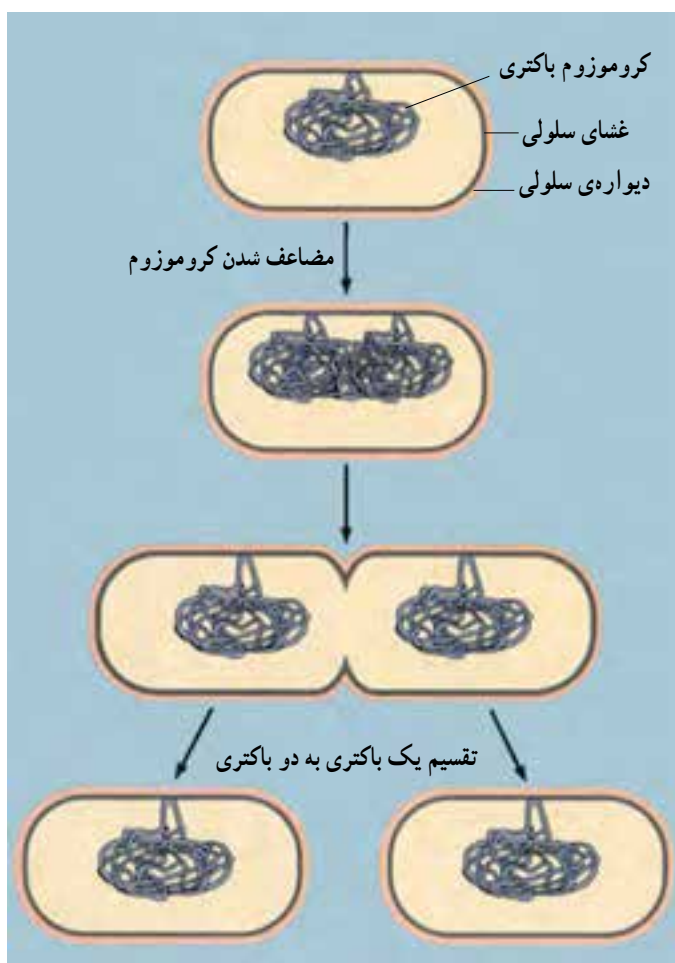 کروموزوم باکتری
غشای سلولی
دیواره‌ی سلولی
مضاعف شدن کروموزوم
تقسیم یک باکتری به دو باکتری